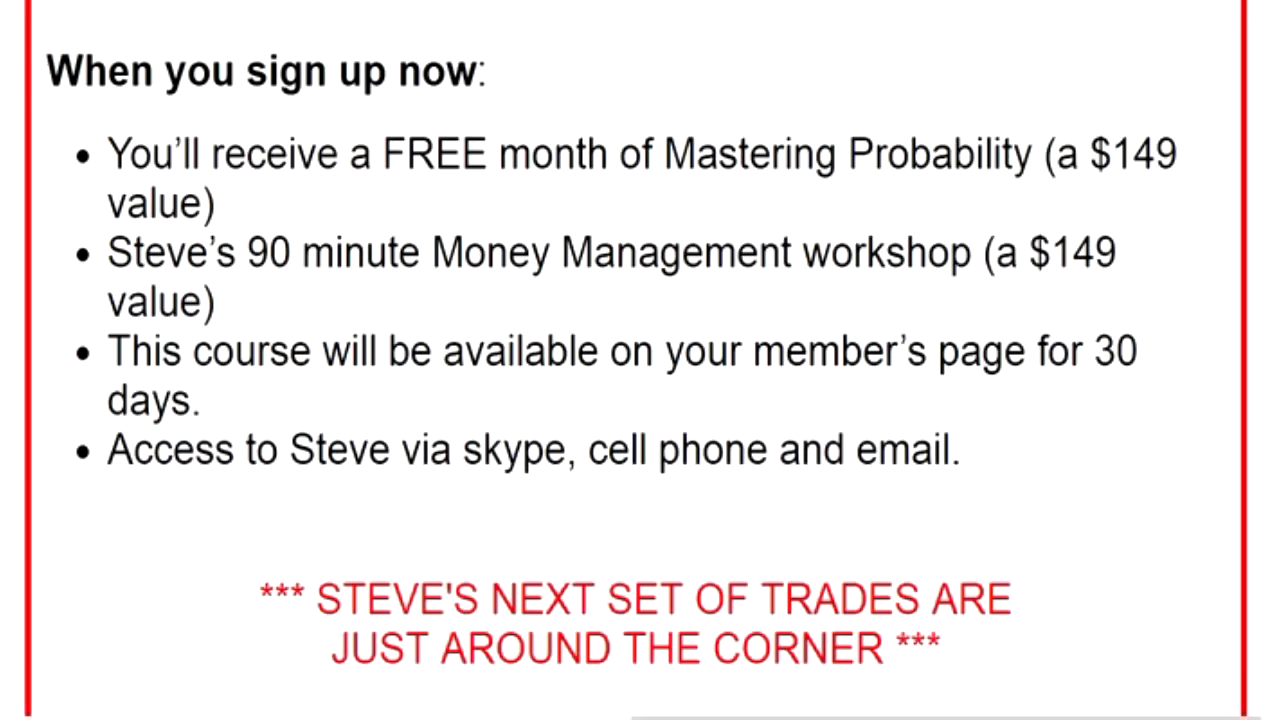 When you sign up now:
• You’ll receive a FREE month of Mastering Probability (a $149
value)
• Steve’s 90 minute Money Management workshop (a $149
value)
• This course will be available on your member’s page for 30
days.
• Access to Steve via skype, cell phone and email.
*** STEVE'S NEXT SET OF TRADES ARE
JUST AROUND THE CORNER ***